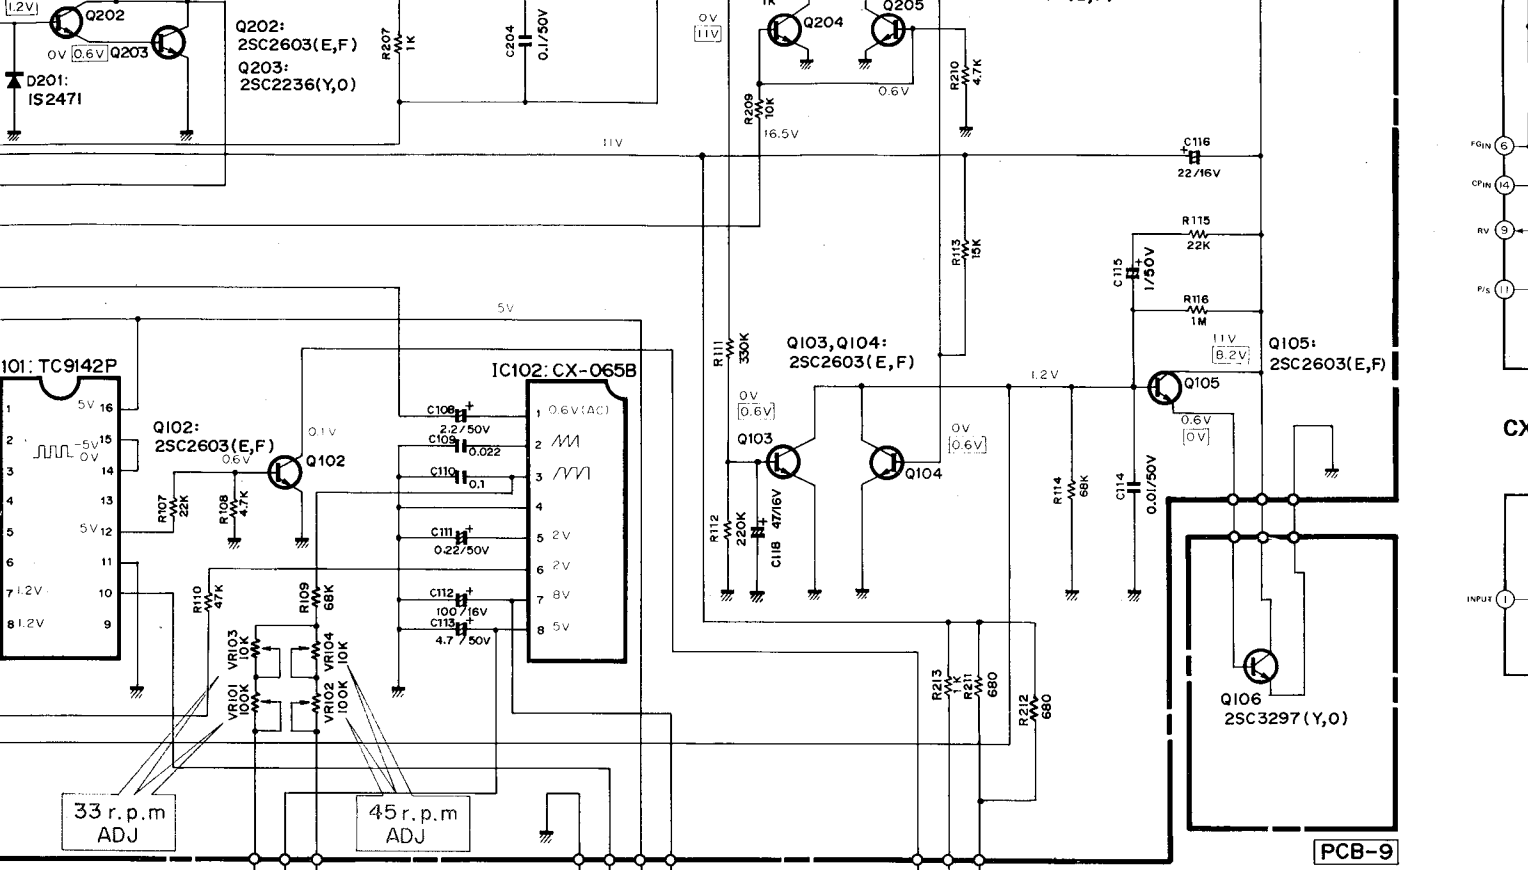 1.2V
Q202
Q202:
2SC2603(E,F)
0V 0.6V Q203
Q203:
2SC2236(Y,O)
D201:
1S2471
R207
1K
C204
0.1/50V
0V
11V
1K
Q204
Q205
R209
10K
16.5V
0.6V
R210
4.7K
11V
C116
+
22/16V
FGIN 6
CPIN 14
RV 9
P/S 11
R113
15K
R115
22K
C115
+
1/50V
R116
1M
5V
11V
8.2V
Q105:
2SC2603(E,F)
Q105
0.6V
0V
101: TC9142P
1
2
3
4
5
6
7 1.2V
8 1.2V
5V 16
-5V
0V
15
14
13
5V 12
11
10
9
Q102:
2SC2603(E,F)
0.6V
0.1V
Q102
R107
22K
R108
4.7K
IC102: CX-065B
C108
+
2.2/50V
C109
0.022
C110
0.1
C111
+
0.22/50V
C112
+
100/16V
C113
+
4.7/50V
1 0.6V(AC)
2
3
4
5 2V
6 2V
7 8V
8 5V
R111
330K
Q103,Q104:
2SC2603(E,F)
0V
0.6V
Q103
0V
0.6V
Q104
1.2V
R112
220K
C118
+
47/16V
R114
68K
C114
0.01/50V
CX
R110
47K
R109
68K
VR103
10K
VR104
10K
VR101
100K
VR102
100K
33 r.p.m
ADJ
45 r.p.m
ADJ
R213
1K
R211
680
R212
680
Q106
2SC3297(Y,O)
INPUT 1
PCB-9